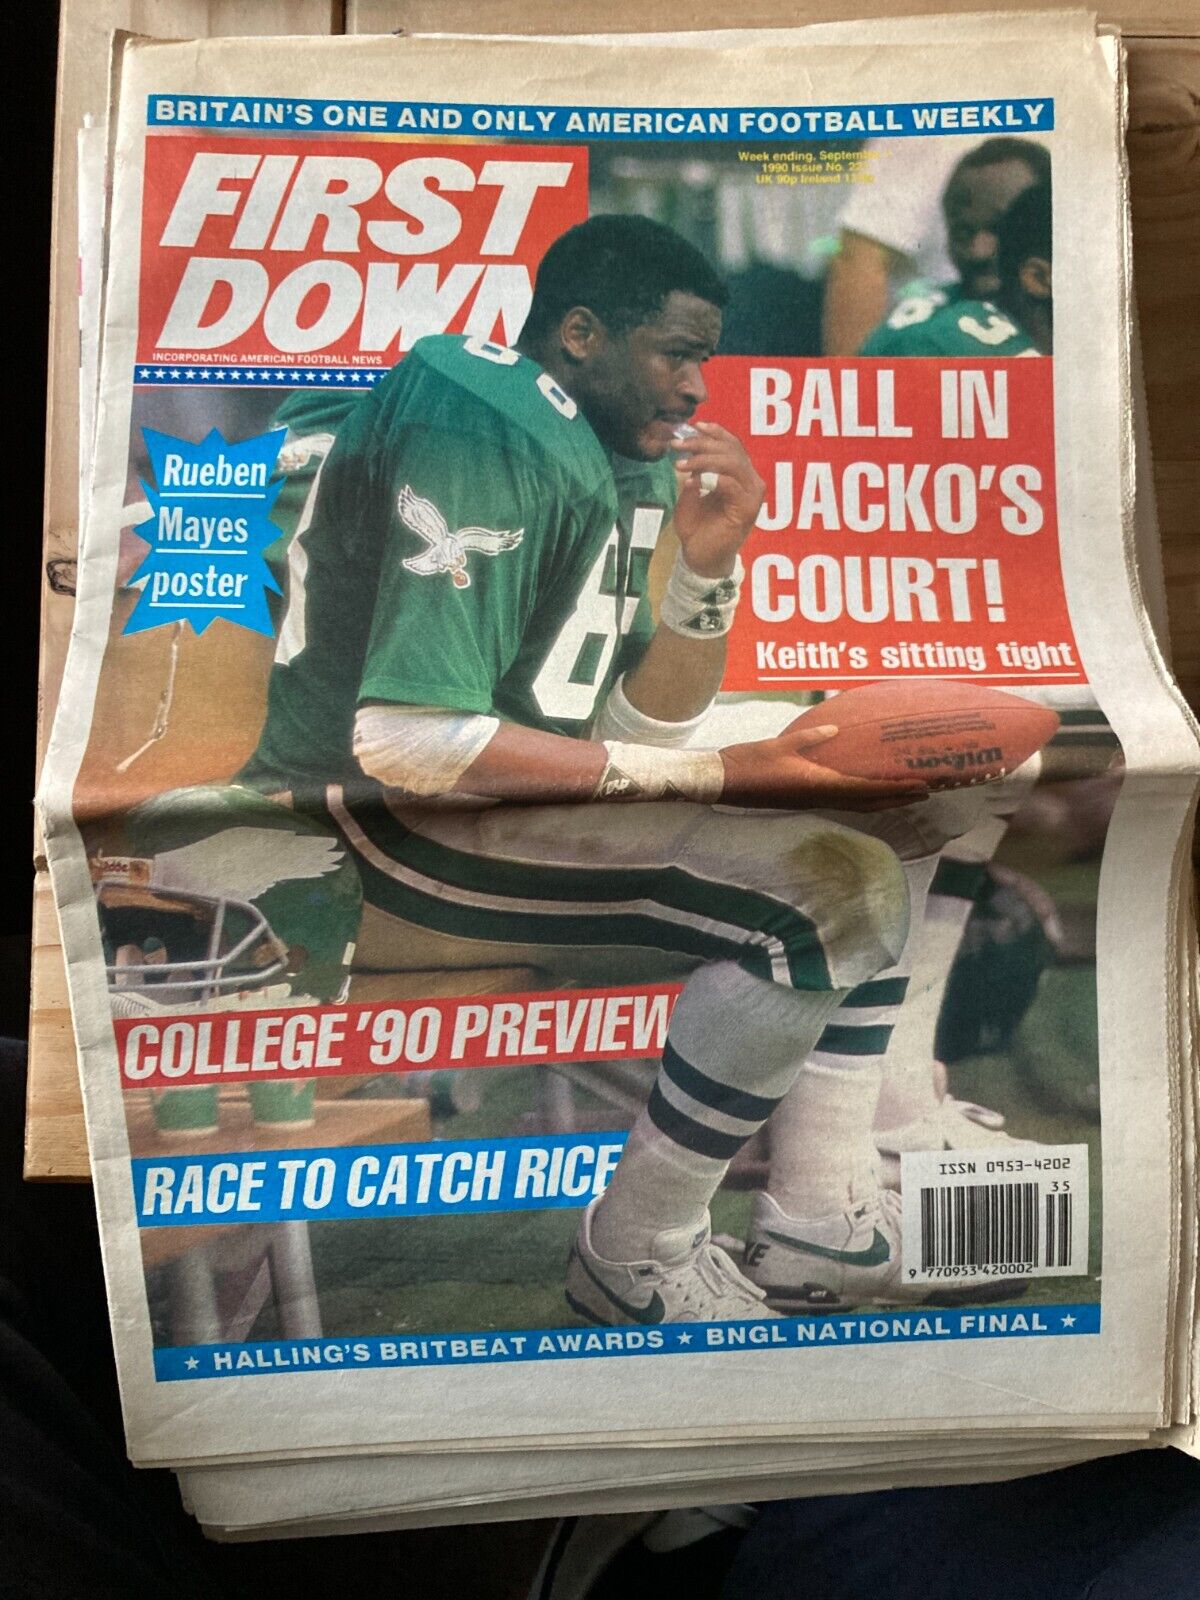 BRITAIN'S ONE AND ONLY AMERICAN FOOTBALL WEEKLY
FIRST
DOWN
INCORPORATING AMERICAN FOOTBALL NEWS
Week ending, September
1990 Issue No.
UK 90p Ireland
Rueben
Mayes
poster
BALL IN
JACKO'S
COURT!
Keith's sitting tight
Wilson
COLLEGE '90 PREVIEW
RACE TO CATCH RICE
ISSN 0953-4202
35
9 770953 420002
★ HALLING'S BRITBEAT AWARDS ★ BNGL NATIONAL FINAL ★